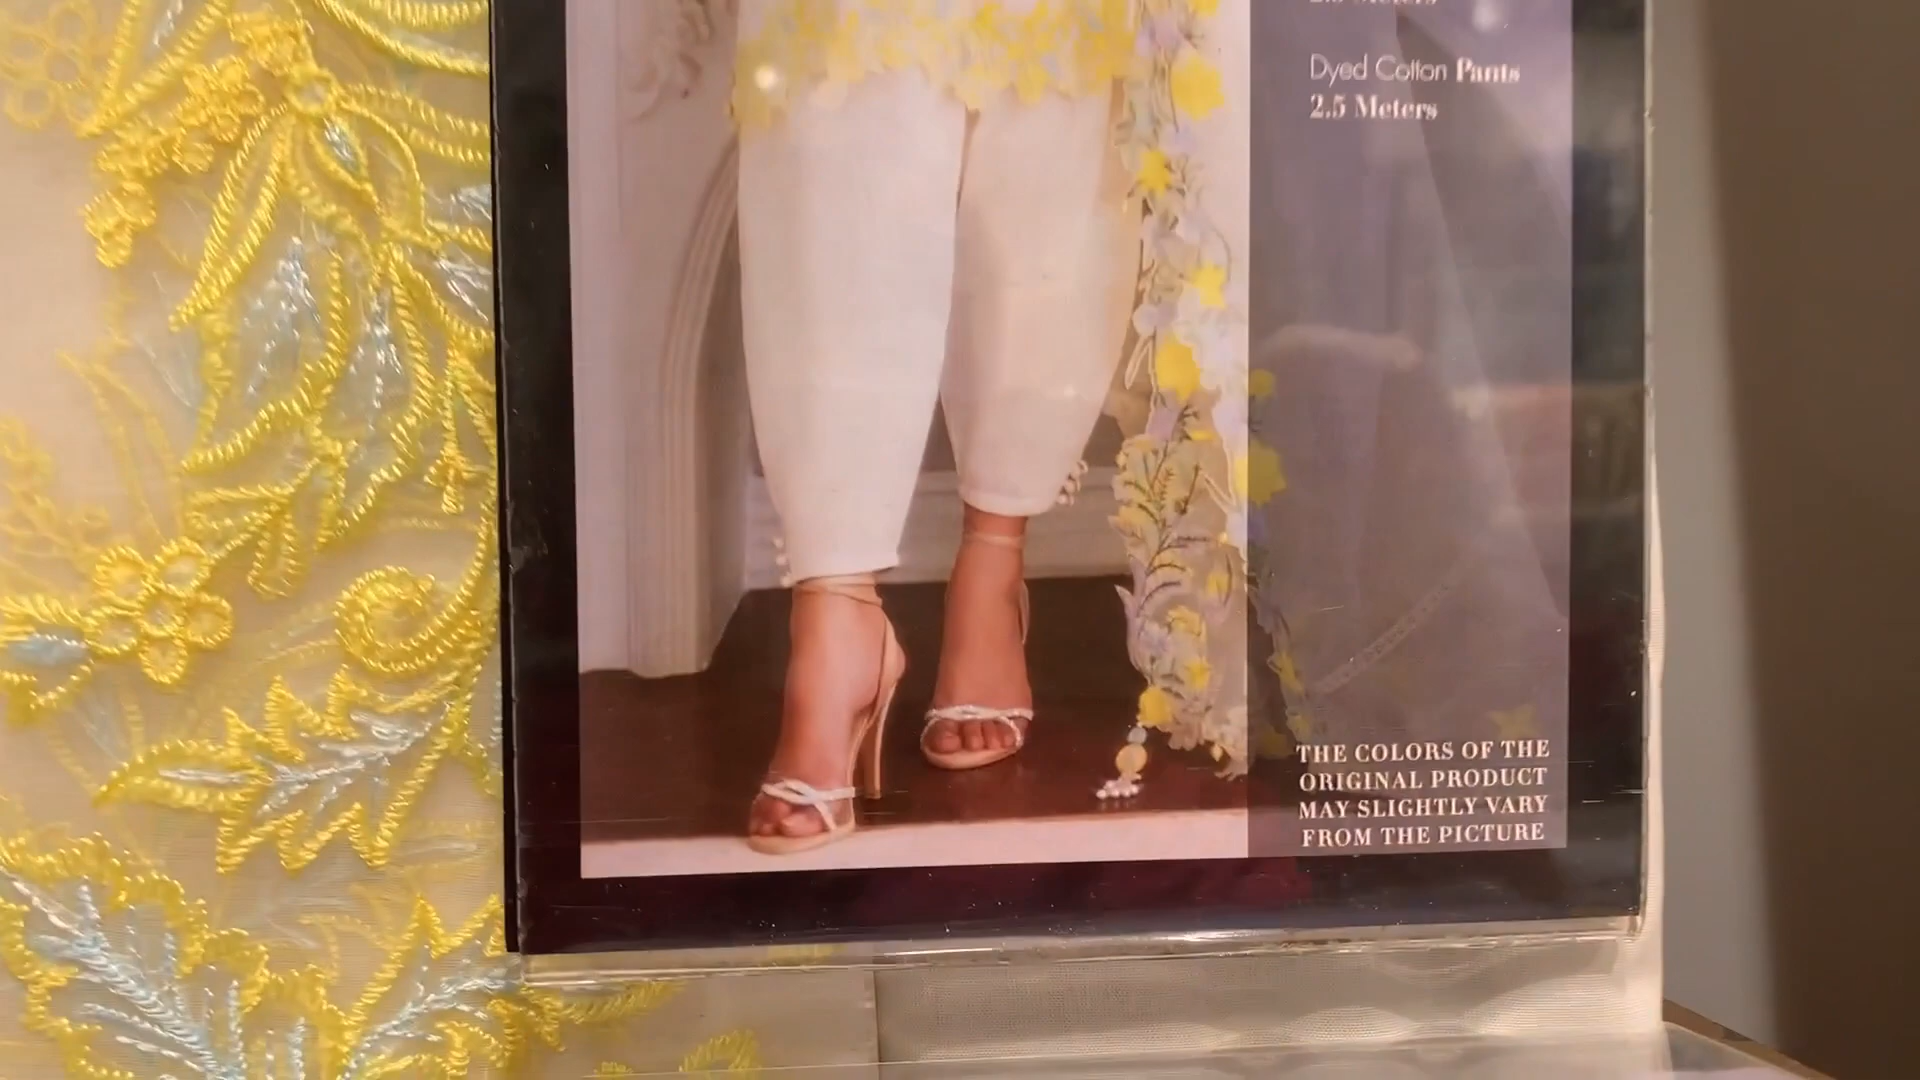 Dyed Cotton Pants
2.5 Meters
THE COLORS OF THE
ORIGINAL PRODUCT
MAY SLIGHTLY VARY
FROM THE PICTURE